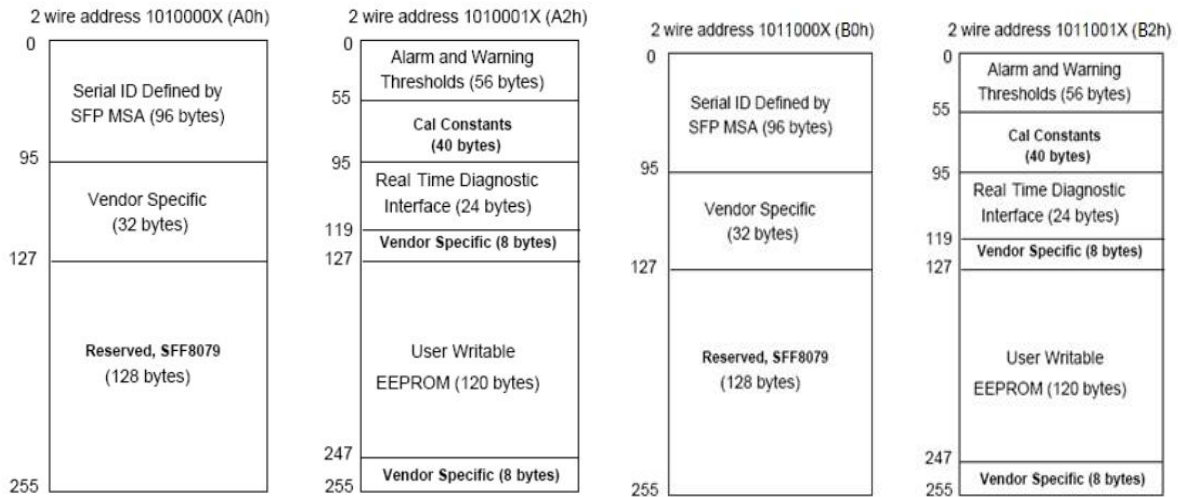 2 wire address 1010000X (A0h)
0
Serial ID Defined by
SFP MSA (96 bytes)
95
Vendor Specific
(32 bytes)
127
Reserved, SFF8079
(128 bytes)
255
2 wire address 1010001X (A2h)
0
Alarm and Warning
Thresholds (56 bytes)
55
Cal Constants
(40 bytes)
95
Real Time Diagnostic
Interface (24 bytes)
119
Vendor Specific (8 bytes)
127
User Writable
EEPROM (120 bytes)
247
Vendor Specific (8 bytes)
255
2 wire address 1011000X (B0h)
0
Serial ID Defined by
SFP MSA (96 bytes)
95
Vendor Specific
(32 bytes)
127
Reserved, SFF8079
(128 bytes)
255
2 wire address 1011001X (B2h)
0
Alarm and Warning
Thresholds (56 bytes)
55
Cal Constants
(40 bytes)
95
Real Time Diagnostic
Interface (24 bytes)
119
Vendor Specific (8 bytes)
127
User Writable
EEPROM (120 bytes)
247
Vendor Specific (8 bytes)
255